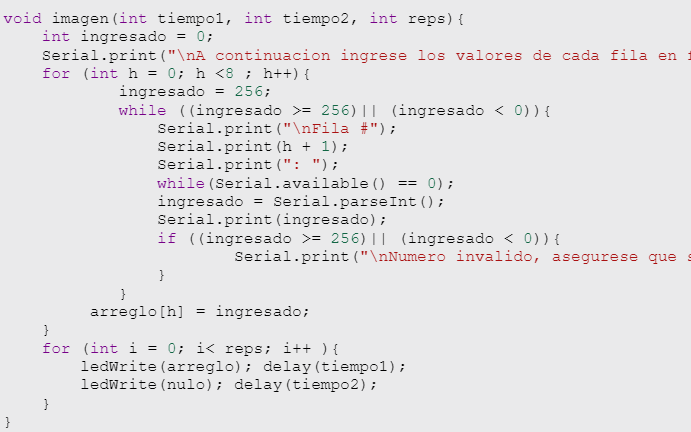 void imagen(int tiempo1, int tiempo2, int reps){
    int ingresado = 0;
    Serial.print("\nA continuacion ingrese los valores de cada fila en
    for (int h = 0; h <8 ; h++){
            ingresado = 256;
            while ((ingresado >= 256)|| (ingresado < 0)){
                Serial.print("\nFila #");
                Serial.print(h + 1);
                Serial.print(": ");
                while(Serial.available() == 0);
                ingresado = Serial.parseInt();
                Serial.print(ingresado);
                if ((ingresado >= 256)|| (ingresado < 0)){
                        Serial.print("\nNumero invalido, asegurese que
                }
            }
         arreglo[h] = ingresado;
    }
    for (int i = 0; i< reps; i++ ){
        ledWrite(arreglo); delay(tiempo1);
        ledWrite(nulo); delay(tiempo2);
    }
}